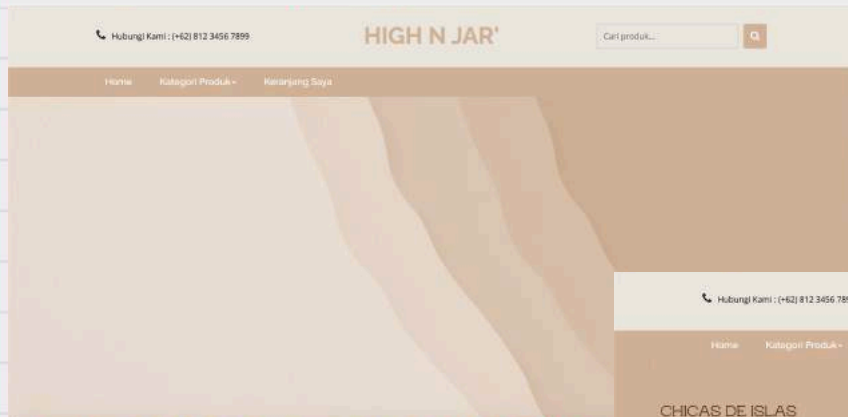 Hubungi Kami : (+62) 812 3456 7899
HIGH N JAR'
Cari produk...
Home Kategori Produk Keranjang Saya
Hubungi Kami : (+62) 812 3456 789
Home Kategori Produk
CHICAS DE ISLAS